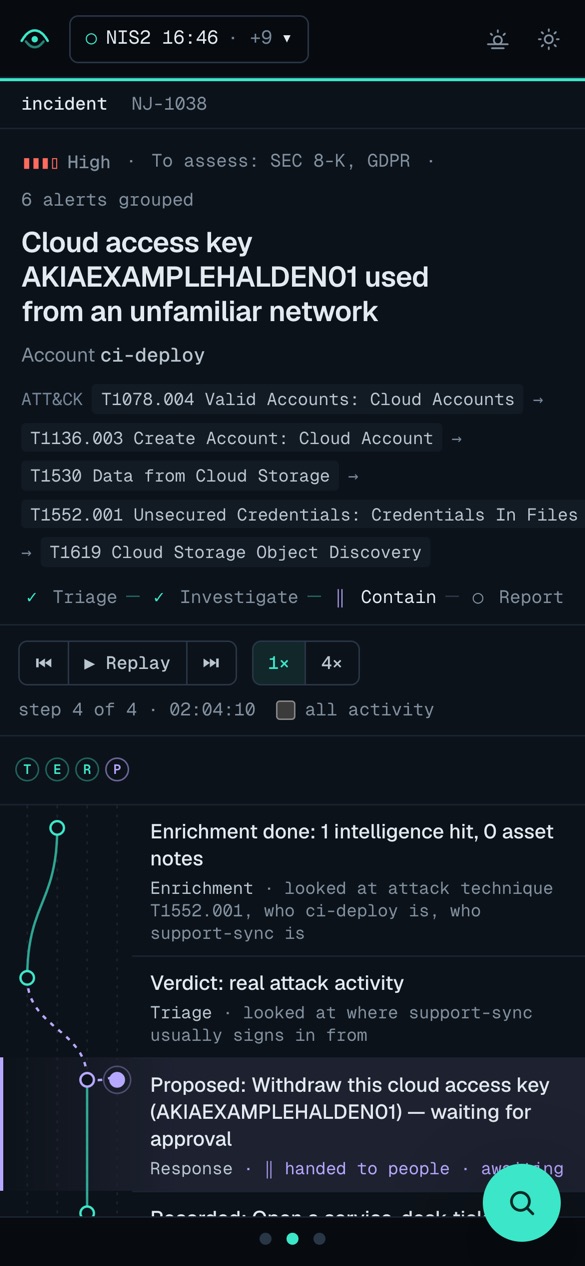 NIS2 16:46 · +9 ▾
incident NJ-1038
High · To assess: SEC 8-K, GDPR ·
6 alerts grouped
Cloud access key
AKIAEXAMPLEHALDEN01 used
from an unfamiliar network
Account ci-deploy
ATT&CK T1078.004 Valid Accounts: Cloud Accounts →
T1136.003 Create Account: Cloud Account →
T1530 Data from Cloud Storage →
T1552.001 Unsecured Credentials: Credentials In Files
→ T1619 Cloud Storage Object Discovery
✓ Triage — ✓ Investigate — ‖ Contain — ○ Report
⏮ ▶ Replay ⏭ 1× 4×
step 4 of 4 · 02:04:10 all activity
T E R P
Enrichment done: 1 intelligence hit, 0 asset
notes
Enrichment · looked at attack technique
T1552.001, who ci-deploy is, who
support-sync is
Verdict: real attack activity
Triage · looked at where support-sync
usually signs in from
Proposed: Withdraw this cloud access key
(AKIAEXAMPLEHALDEN01) — waiting for
approval
Response · ‖ handed to people · awaiting
Recorded: Open a service-desk